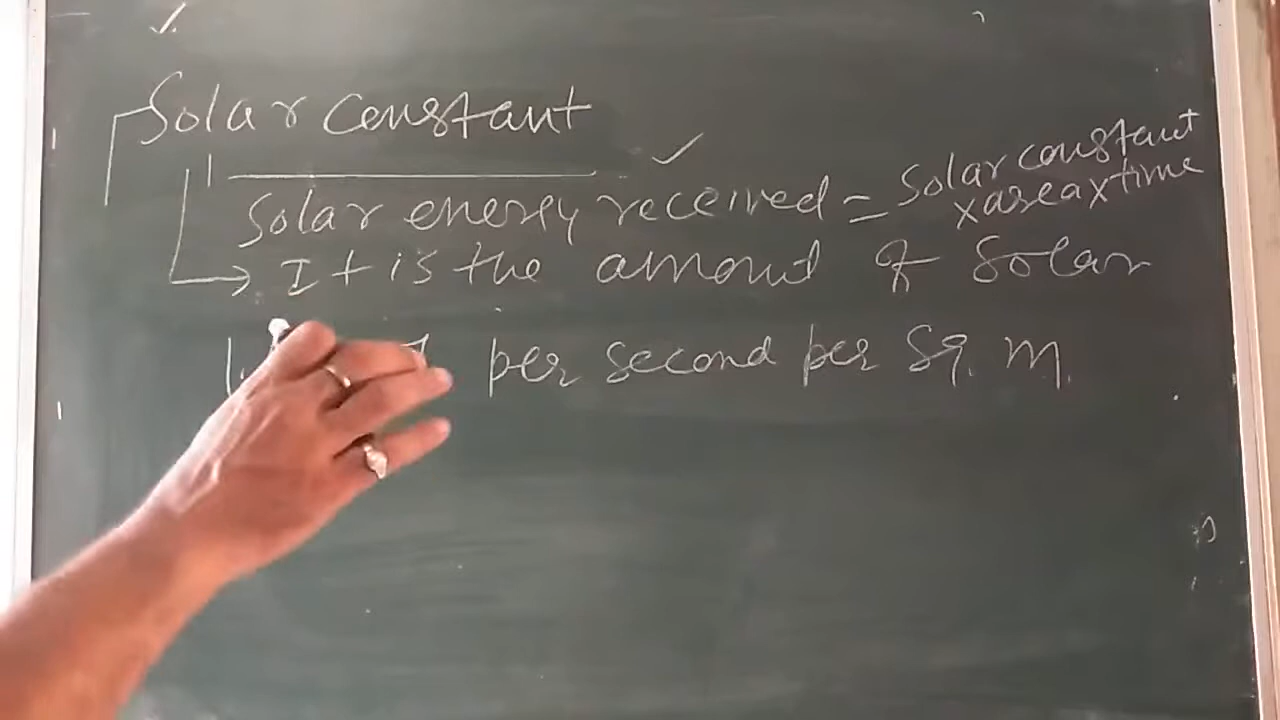 Solar constant
Solar energy received = Solar constant
x area x time
It is the amount of Solar
per second per Sq. m.